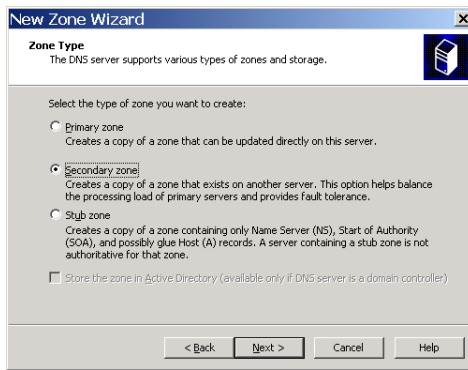 New Zone Wizard
Zone Type
The DNS server supports various types of zones and storage.
Select the type of zone you want to create:
Primary zone
Creates a copy of a zone that can be updated directly on this server.
Secondary zone
Creates a copy of a zone that exists on another server. This option helps balance
the processing load of primary servers and provides fault tolerance.
Stub zone
Creates a copy of a zone containing only Name Server (NS), Start of Authority
(SOA), and possibly glue Host (A) records. A server containing a stub zone is not
authoritative for that zone.
Store the zone in Active Directory (available only if DNS server is a domain controller)
< Back Next > Cancel Help